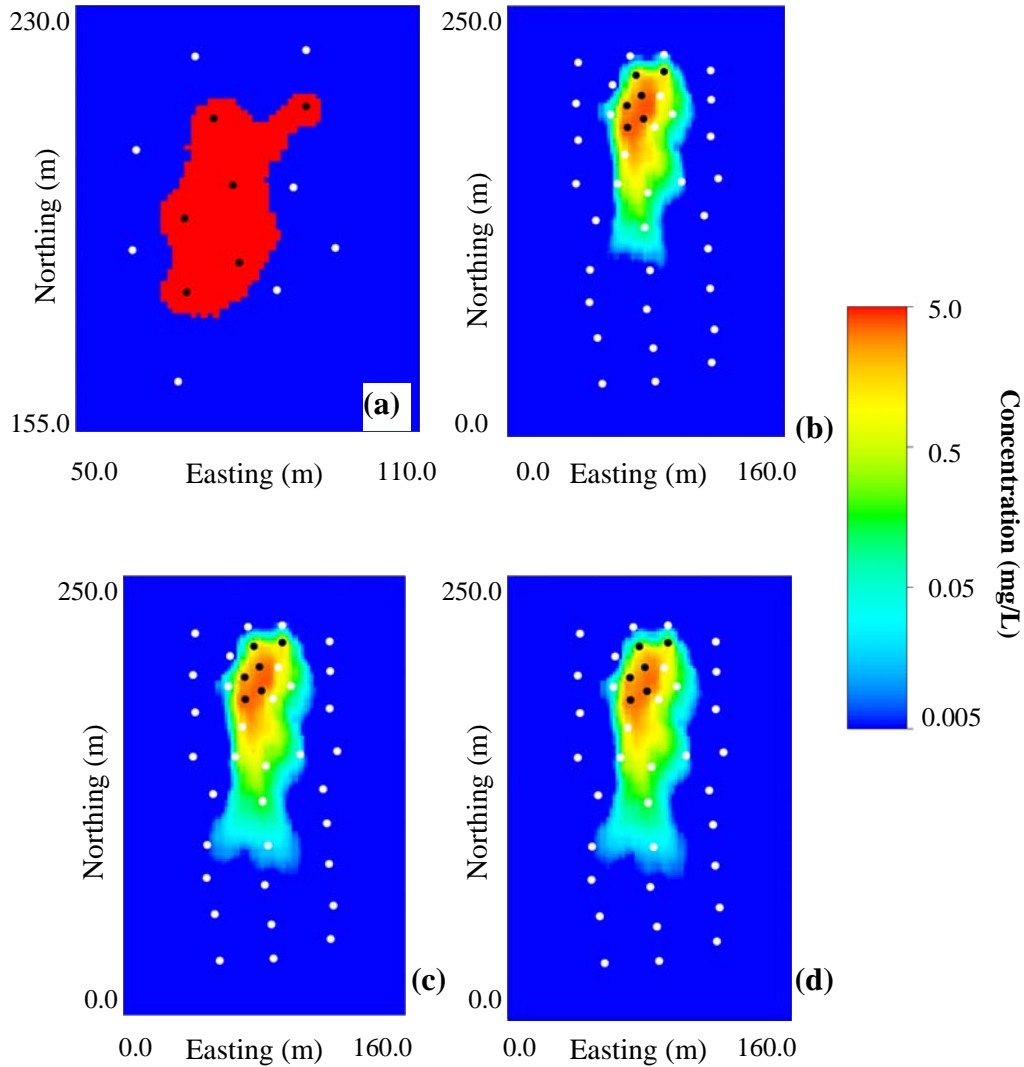 230.0
Northing (m)
155.0
(a)
50.0
Easting (m)
110.0
250.0
Northing (m)
0.0
(b)
0.0
Easting (m)
160.0
5.0
0.5
0.05
0.005
Concentration (mg/L)
250.0
Northing (m)
0.0
(c)
0.0
Easting (m)
160.0
250.0
Northing (m)
0.0
(d)
0.0
Easting (m)
160.0